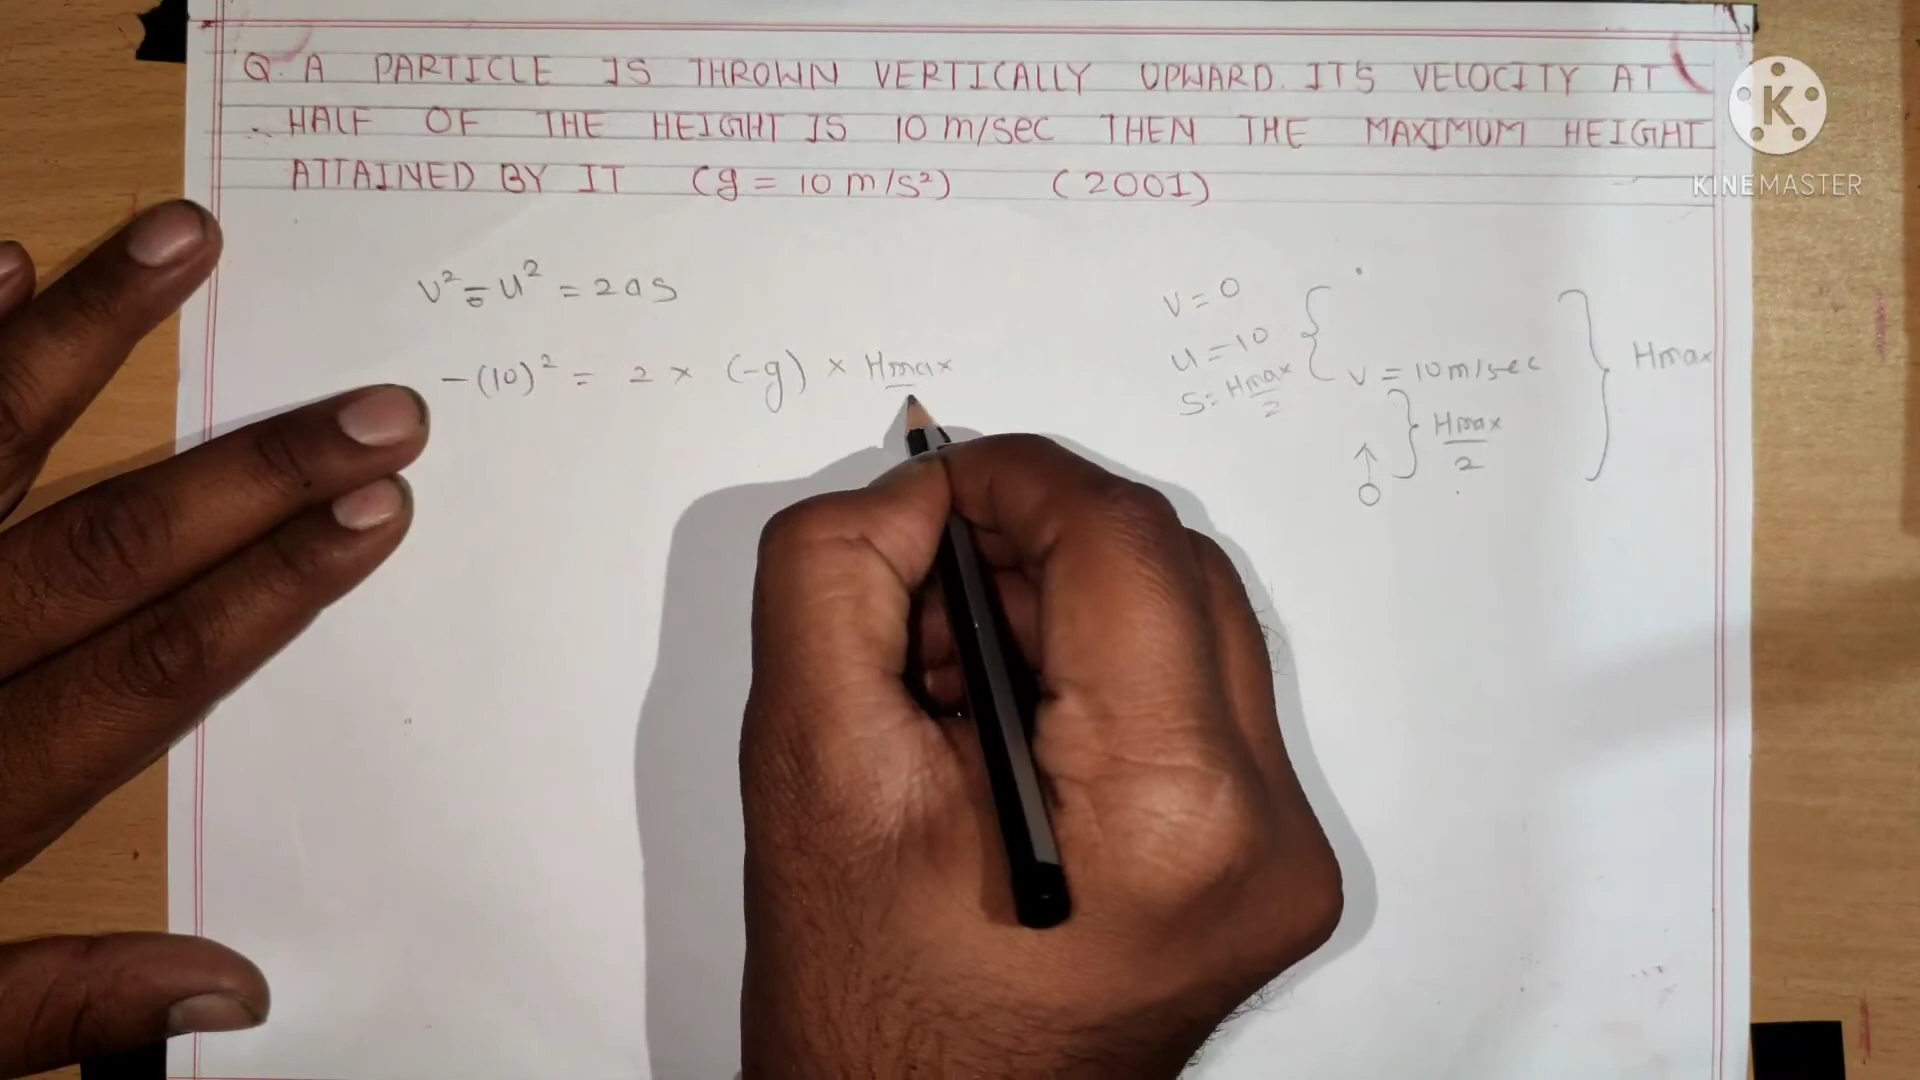 Q. A PARTICLE IS THROWN VERTICALLY UPWARD. ITS VELOCITY AT
HALF OF THE HEIGHT IS 10 m/sec THEN THE MAXIMUM HEIGHT
ATTAINED BY IT (g = 10 m/s²) (2001)
K
KINEMASTER
v² - u² = 2as
-(10)² = 2 × (-g) × Hmax
v = 0
u = 10
s = Hmax/2
v = 10 m/sec
Hmax/2
Hmax